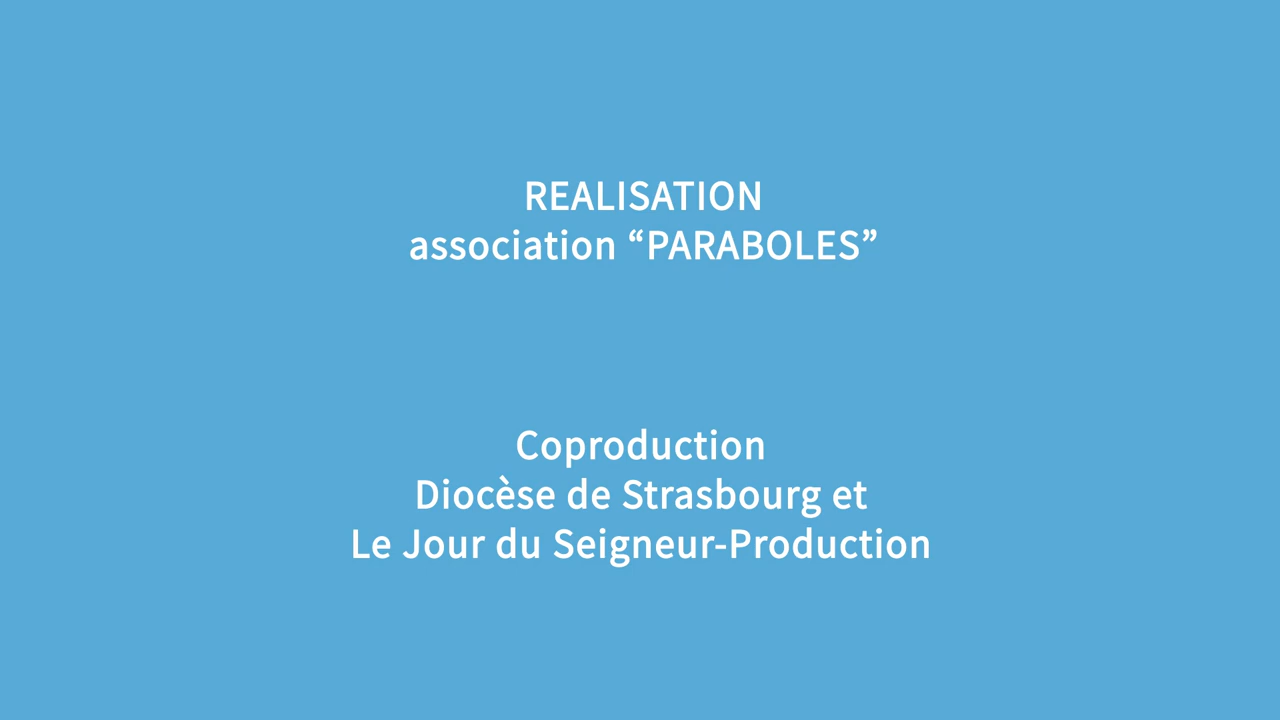 REALISATION
association “PARABOLES”
Coproduction
Diocèse de Strasbourg et
Le Jour du Seigneur-Production